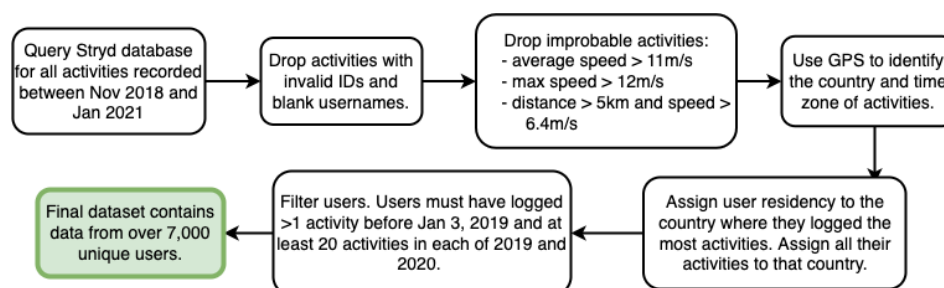 Query Stryd database
for all activities recorded
between Nov 2018 and
Jan 2021
Drop activities with
invalid IDs and
blank usernames.
Drop improbable activities:
- average speed > 11m/s
- max speed > 12m/s
- distance > 5km and speed >
6.4m/s
Use GPS to identify
the country and time
zone of activities.
Assign user residency to the
country where they logged the
most activities. Assign all their
activities to that country.
Filter users. Users must have logged
>1 activity before Jan 3, 2019 and at
least 20 activities in each of 2019 and
2020.
Final dataset contains
data from over 7,000
unique users.